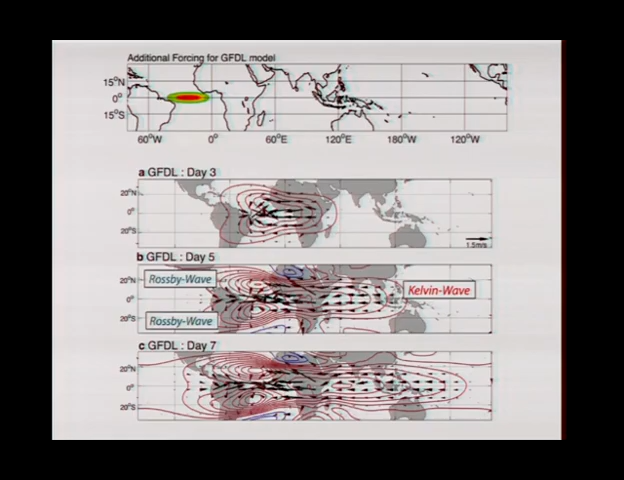 Additional Forcing for GFDL model
15°N
0°
15°S
60°W 0° 60°E 120°E 180°W 120°W
a GFDL : Day 3
20°N
0°
20°S
1.5m/s
b GFDL : Day 5
20°N
Rossby-Wave
Kelvin-Wave
0°
20°S
Rossby-Wave
c GFDL : Day 7
20°N
0°
20°S